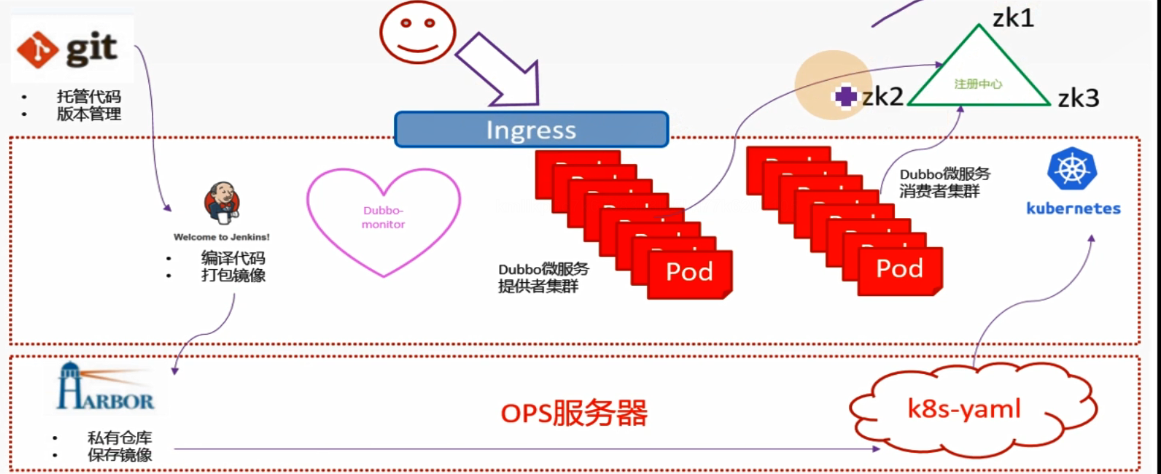 git
托管代码
版本管理
zk1
注册中心
zk2
zk3
Ingress
Welcome to Jenkins!
编译代码
打包镜像
Dubbo-
monitor
Dubbo微服务
提供者集群
Pod
Dubbo微服务
消费者集群
Pod
kubernetes
HARBOR
私有仓库
保存镜像
OPS服务器
k8s-yaml